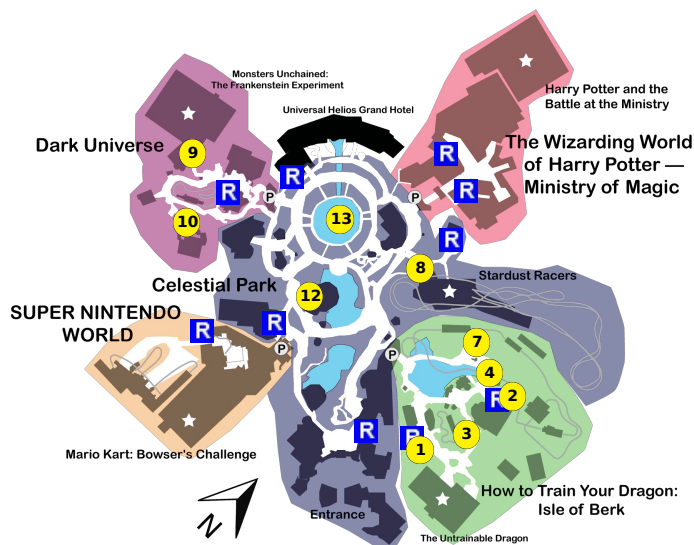 Monsters Unchained:
The Frankenstein Experiment
Harry Potter and the
Battle at the Ministry
Universal Helios Grand Hotel
Dark Universe
The Wizarding World
of Harry Potter —
Ministry of Magic
9
R
R
R
R
P
P
10
13
R
8
Stardust Racers
Celestial Park
12
SUPER NINTENDO
WORLD
R
R
P
P
7
4
R
2
Mario Kart: Bowser's Challenge
R
R
1
3
How to Train Your Dragon:
Isle of Berk
Entrance
N
The Untrainable Dragon